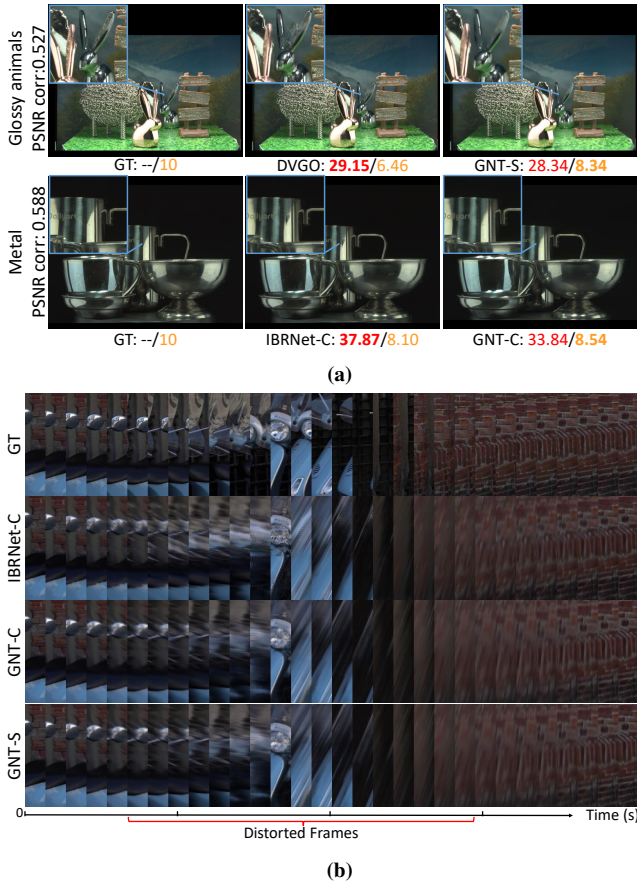 Glossy animals
PSNR corr:0.527
GT: --/10
DVGO: 29.15/6.46
GNT-S: 28.34/8.34
Metal
PSNR corr: 0.588
GT: --/10
IBRNet-C: 37.87/8.10
GNT-C: 33.84/8.54
(a)
GT
IBRNet-C
GNT-C
GNT-S
0
Time (s)
Distorted Frames
(b)